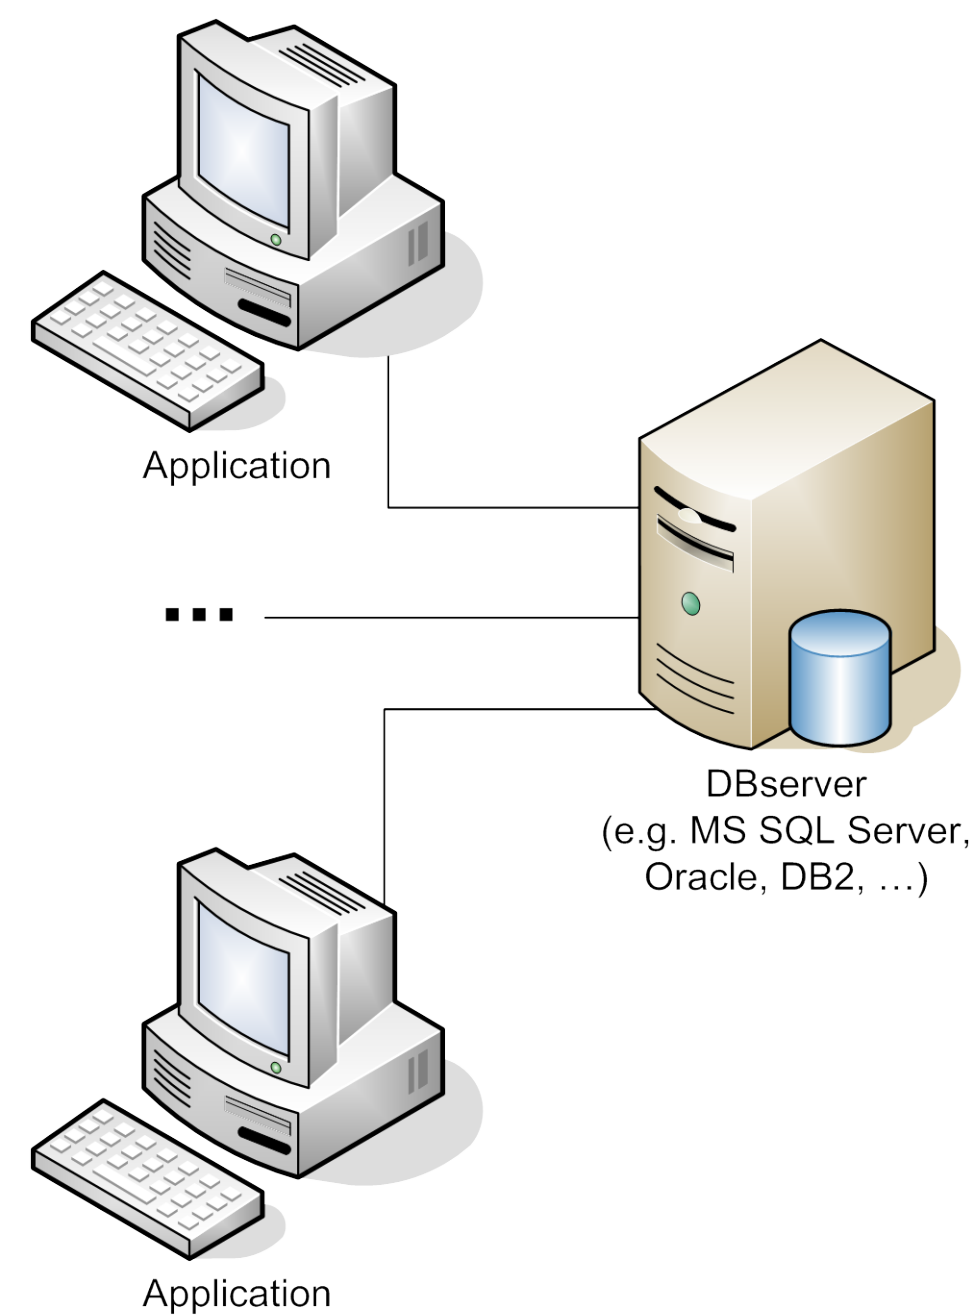 Application
...
DBserver
(e.g. MS SQL Server,
Oracle, DB2, …)
Application